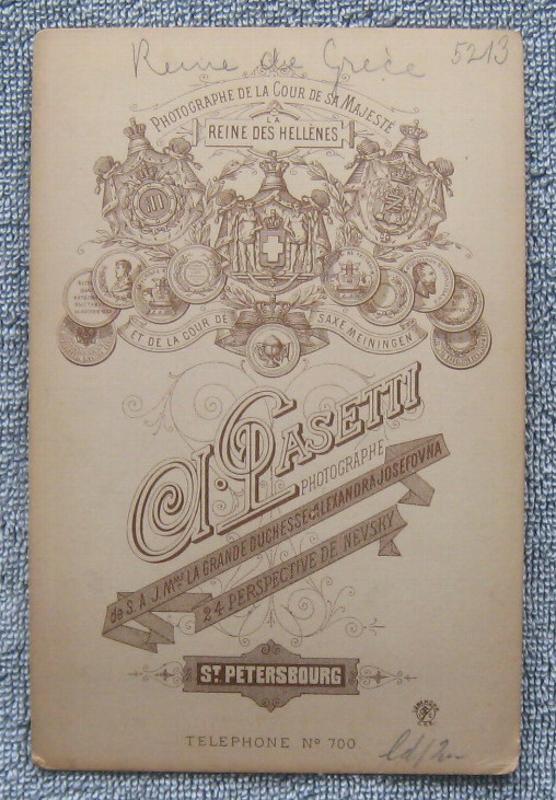 Reine de Grèce 5213
PHOTOGRAPHE DE LA COUR DE SA MAJESTÉ
LA
REINE DES HELLÈNES
ET DE LA COUR DE SAXE MEININGEN
A. PASETTI
PHOTOGRAPHE
de S. A. J. Mme LA GRANDE DUCHESSE ALEXANDRA JOSEFOVNA
24 PERSPECTIVE DE NEVSKY
ST. PETERSBOURG
TELEPHONE No 700